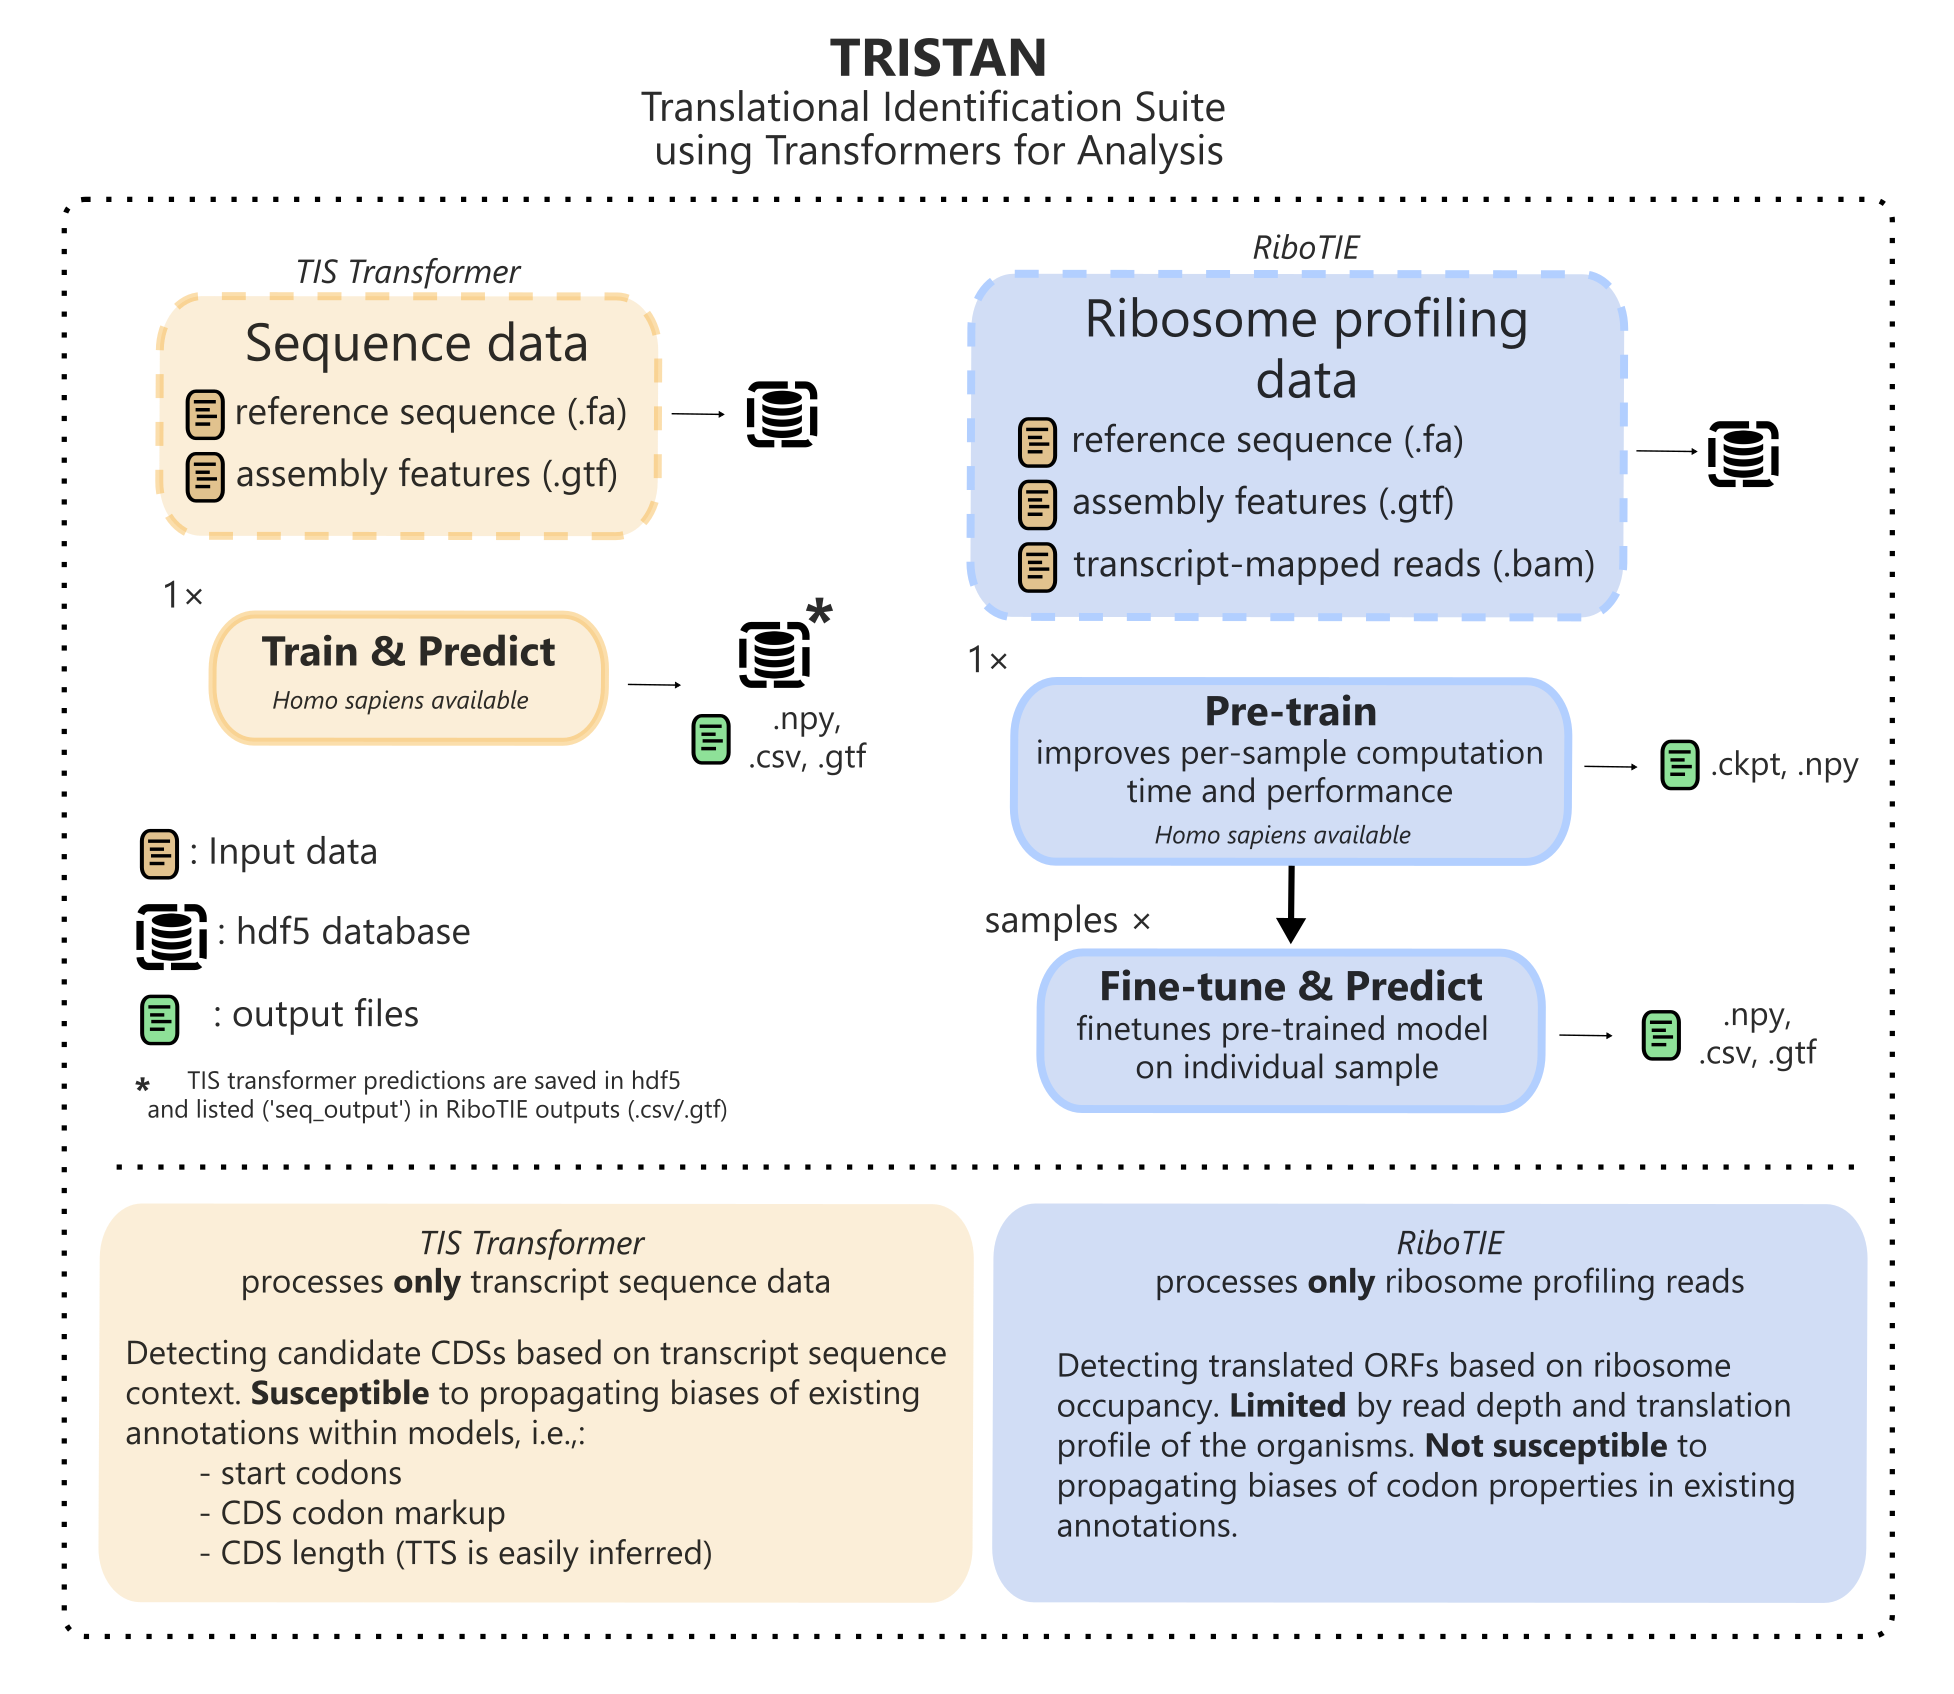 TRISTAN
Translational Identification Suite
using Transformers for Analysis
TIS Transformer
Sequence data
reference sequence (.fa)
assembly features (.gtf)
1×
Train & Predict
Homo sapiens available
*
.npy,
.csv, .gtf
: Input data
: hdf5 database
: output files
* TIS transformer predictions are saved in hdf5
and listed ('seq_output') in RiboTIE outputs (.csv/.gtf)
RiboTIE
Ribosome profiling
data
reference sequence (.fa)
assembly features (.gtf)
transcript-mapped reads (.bam)
1×
Pre-train
improves per-sample computation
time and performance
Homo sapiens available
.ckpt, .npy
samples ×
Fine-tune & Predict
finetunes pre-trained model
on individual sample
.npy,
.csv, .gtf
TIS Transformer
processes only transcript sequence data
Detecting candidate CDSs based on transcript sequence
context. Susceptible to propagating biases of existing
annotations within models, i.e.,:
- start codons
- CDS codon markup
- CDS length (TTS is easily inferred)
RiboTIE
processes only ribosome profiling reads
Detecting translated ORFs based on ribosome
occupancy. Limited by read depth and translation
profile of the organisms. Not susceptible to
propagating biases of codon properties in existing
annotations.